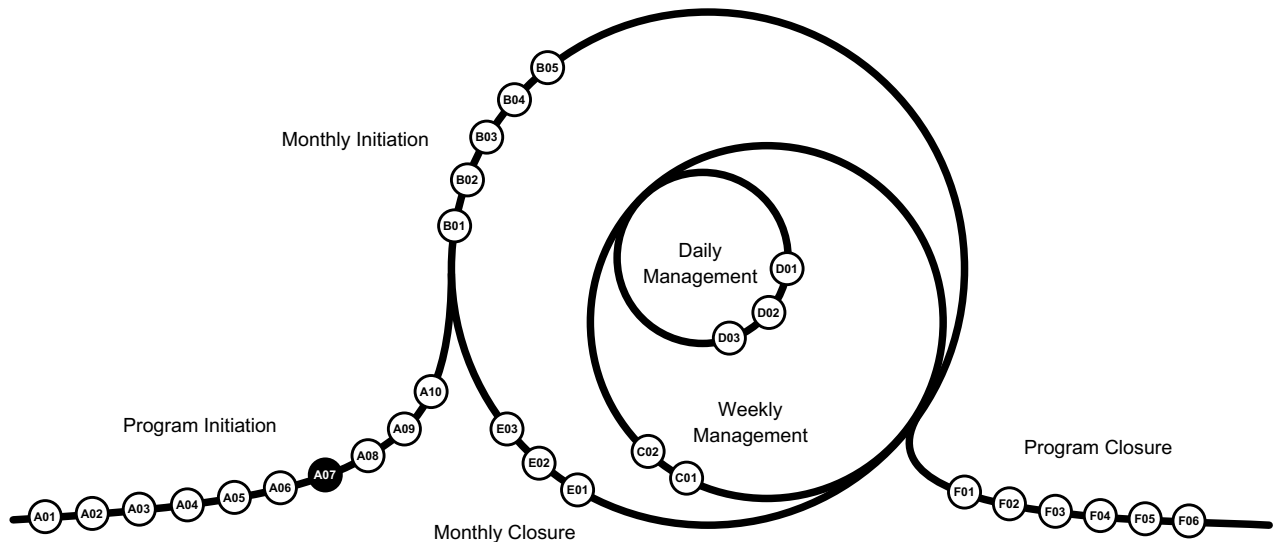 B05
B04
Monthly Initiation
B03
B02
B01
Daily
Management
D01
D02
D03
A10
Program Initiation
A09
A08
A07
A06
A05
A04
A03
A02
A01
E03
E02
E01
Monthly Closure
Weekly
Management
C02
C01
Program Closure
F01
F02
F03
F04
F05
F06